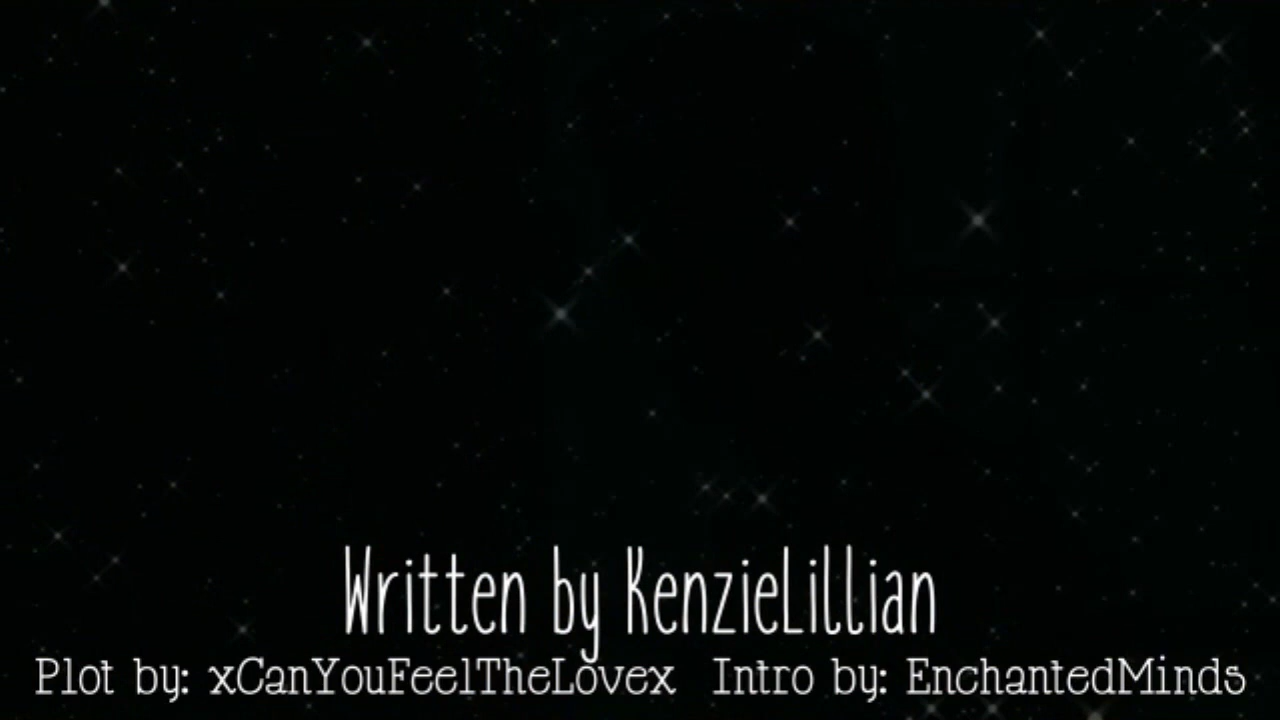 Written by KenzieLillian
Plot by: xCanYouFeelTheLovex Intro by: EnchantedMinds